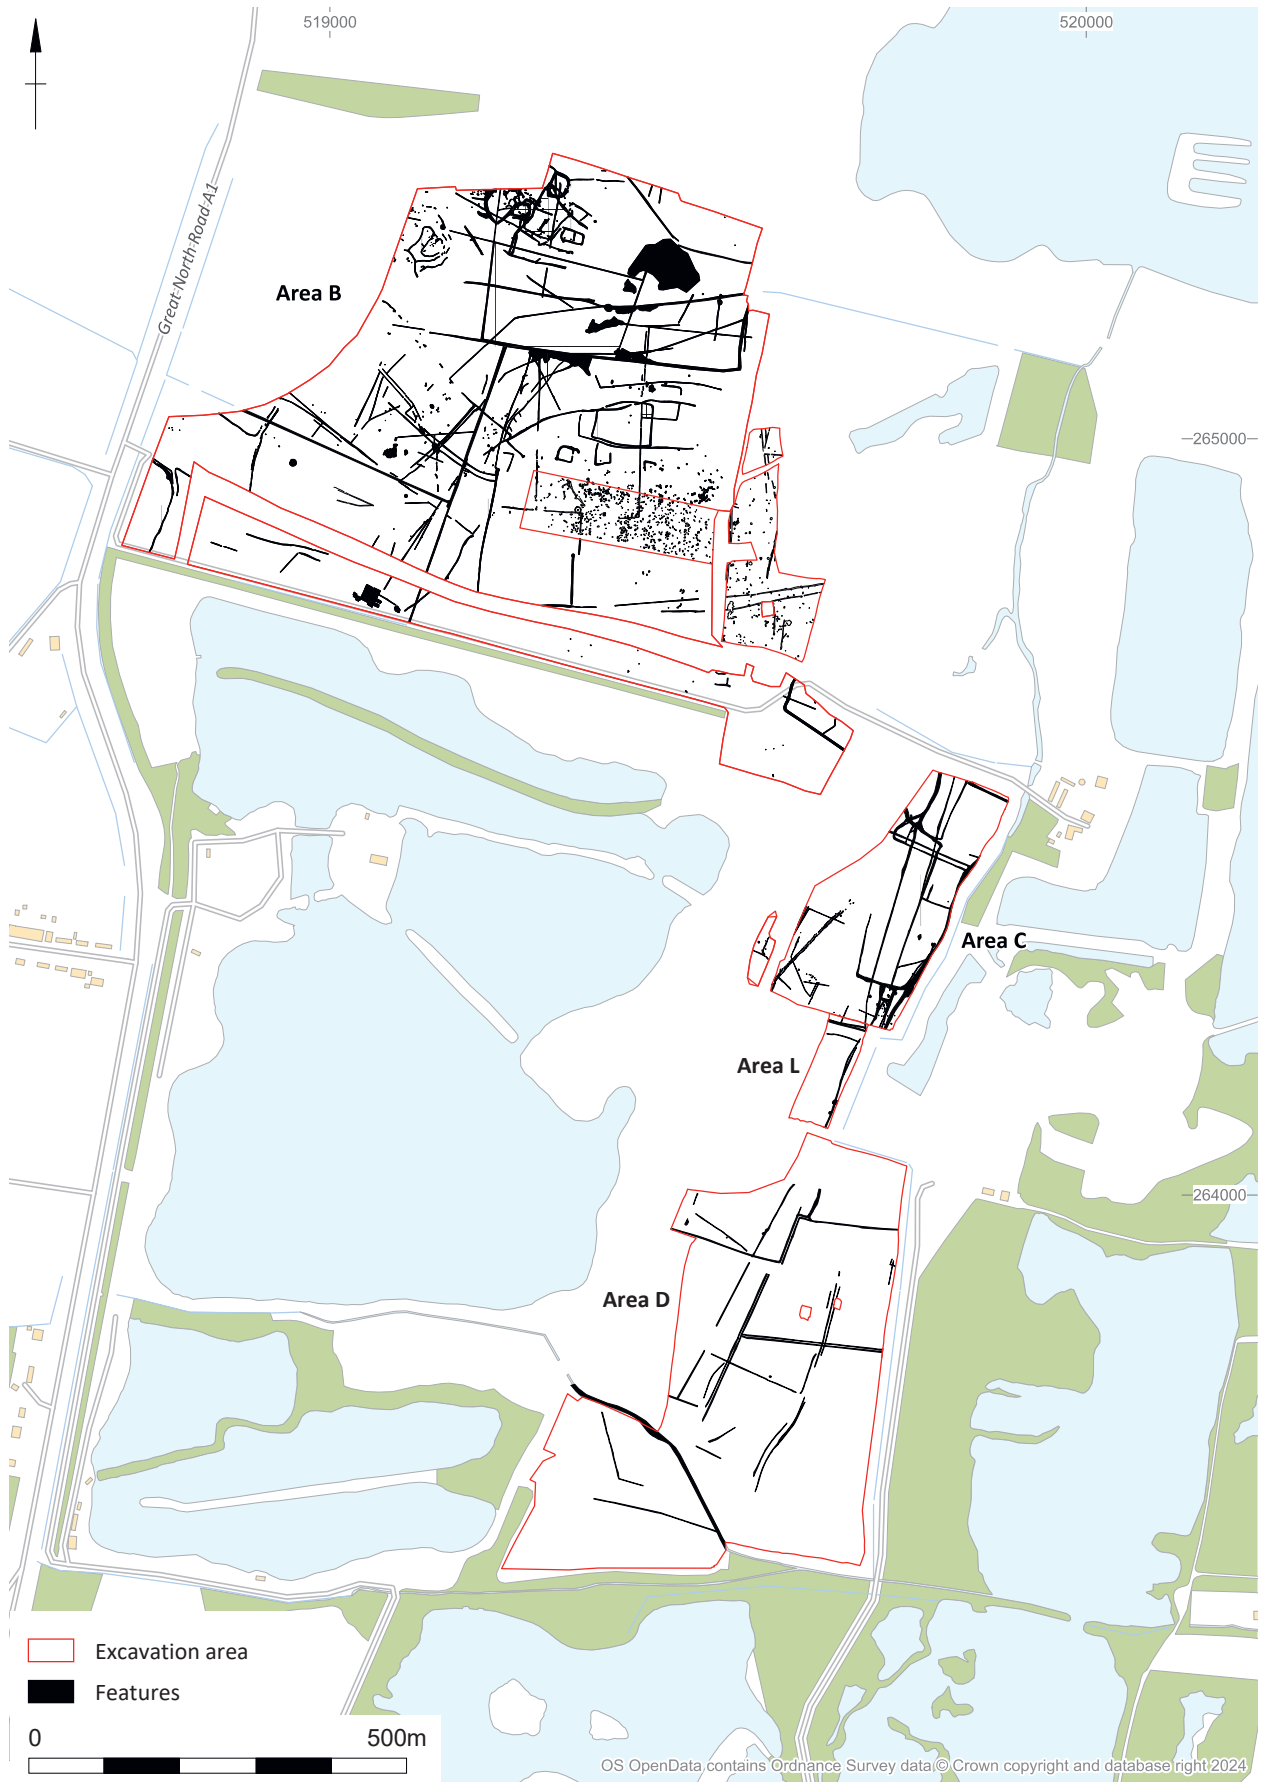 519000
520000
Great North Road A1
Area B
265000
Area C
Area L
264000
Area D
Excavation area
Features
0 500m
OS OpenData contains Ordnance Survey data © Crown copyright and database right 2024